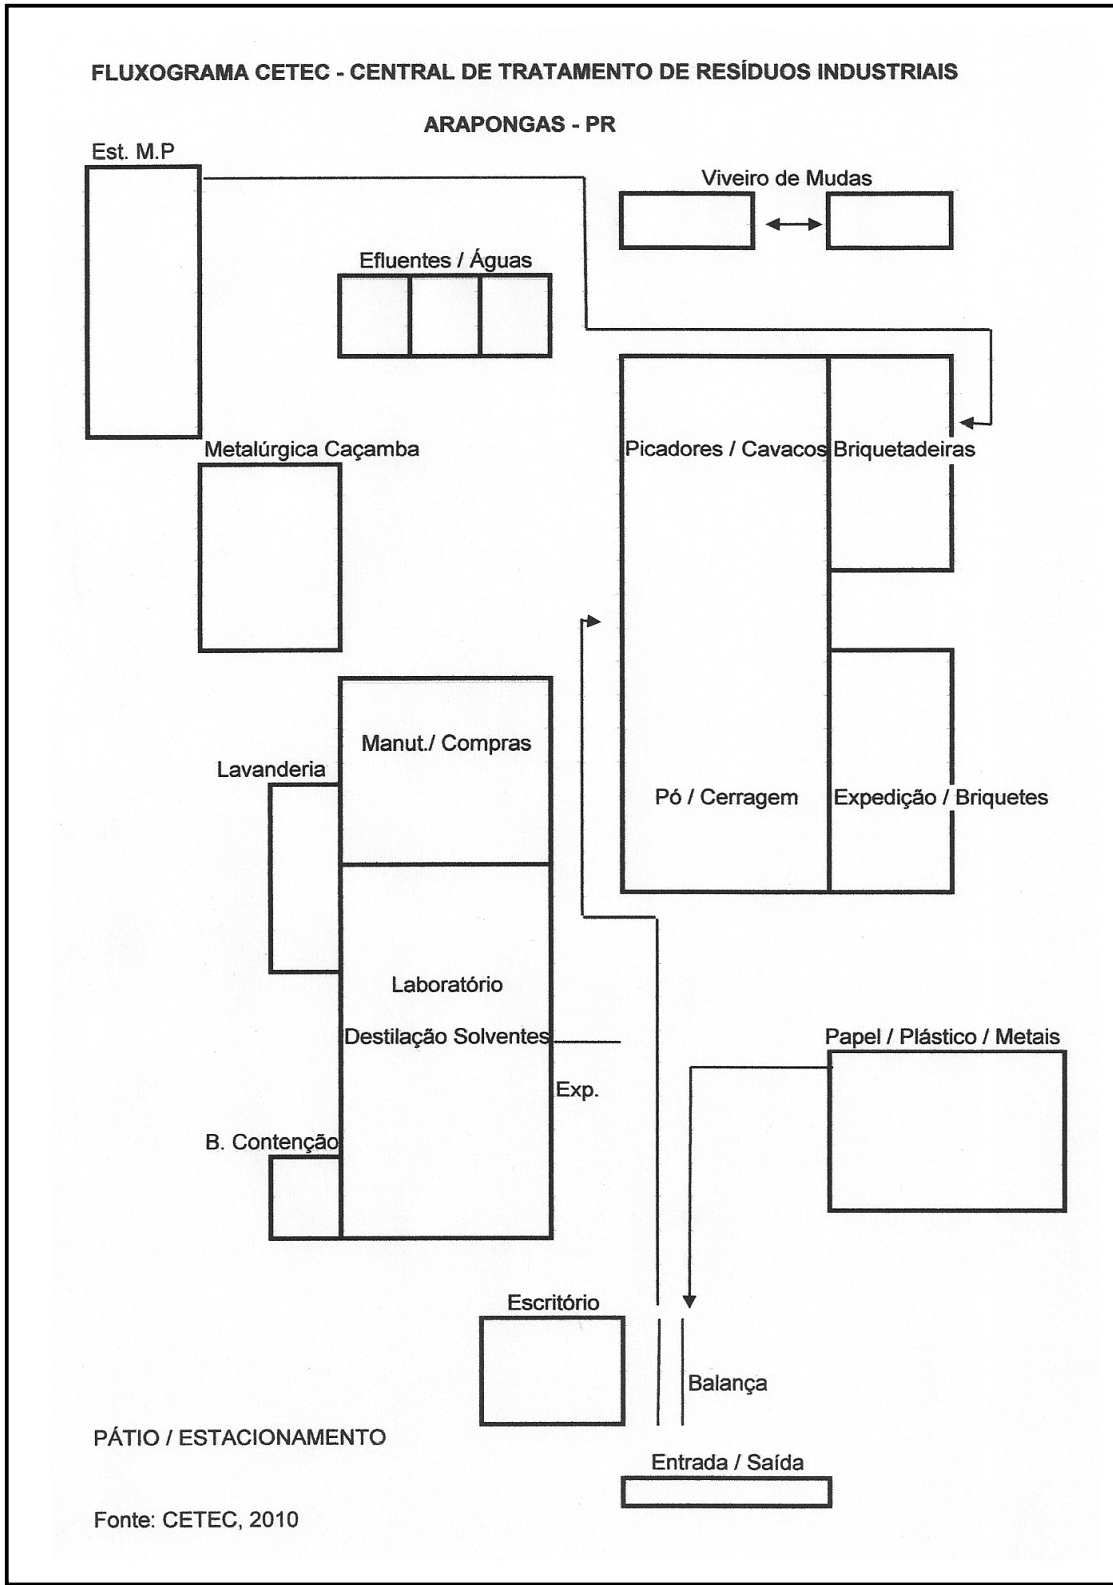 FLUXOGRAMA CETEC - CENTRAL DE TRATAMENTO DE RESÍDUOS INDUSTRIAIS
ARAPONGAS - PR
Est. M.P
Viveiro de Mudas
Efluentes / Águas
Metalúrgica Caçamba
Picadores / Cavacos
Briquetadeiras
Manut./ Compras
Lavanderia
Pó / Cerragem
Expedição / Briquetes
Laboratório
Destilação Solventes
Papel / Plástico / Metais
Exp.
B. Contenção
Escritório
Balança
PÁTIO / ESTACIONAMENTO
Entrada / Saída
Fonte: CETEC, 2010